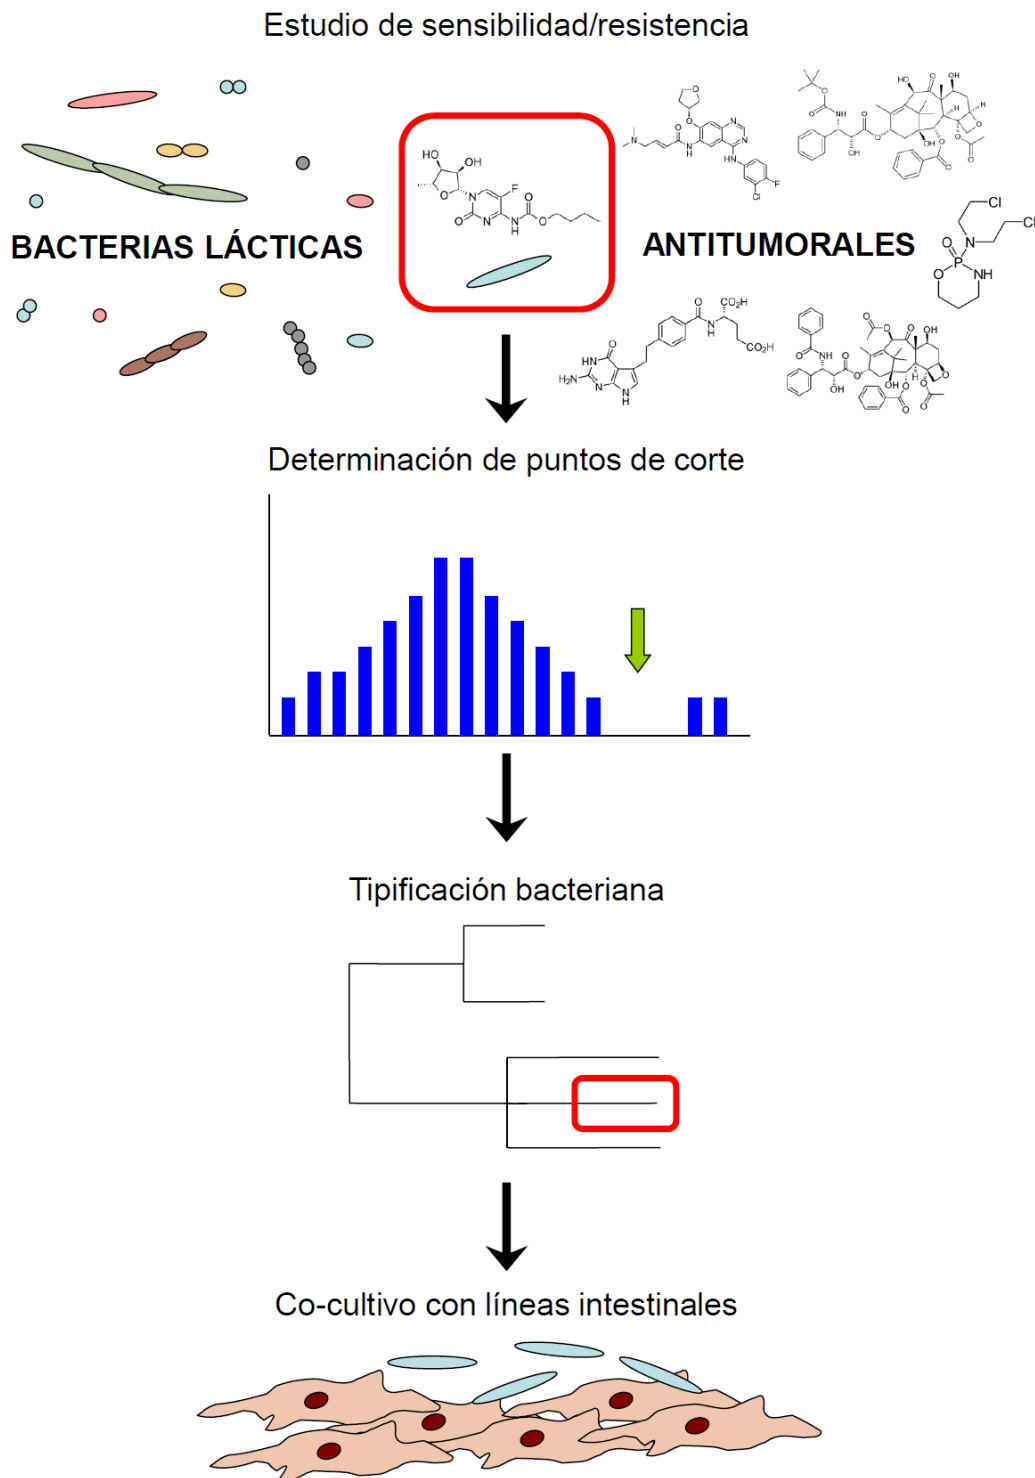 Estudio de sensibilidad/resistencia
BACTERIAS LÁCTICAS
ANTITUMORALES
Determinación de puntos de corte
Tipificación bacteriana
Co-cultivo con líneas intestinales